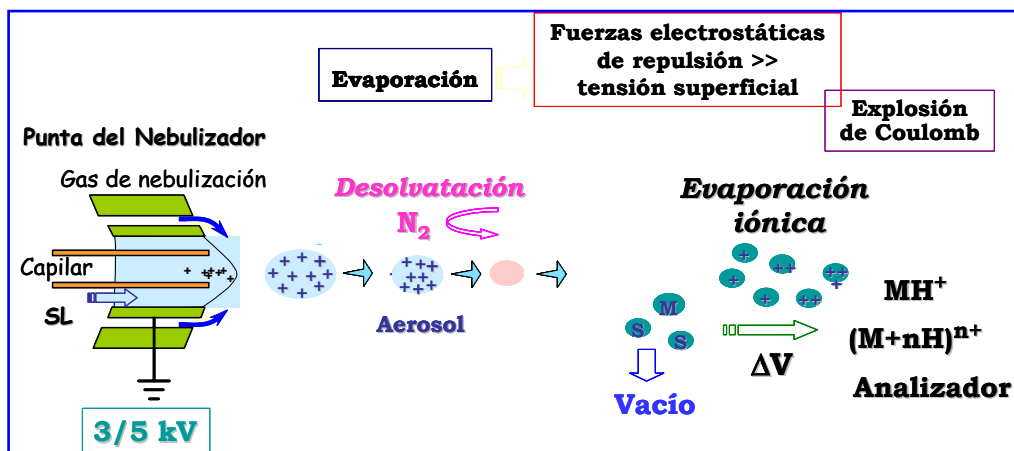 Evaporación
Fuerzas electrostáticas
de repulsión >>
tensión superficial
Explosión
de Coulomb
Punta del Nebulizador
Gas de nebulización
Capilar
SL
3/5 kV
Desolvatación
N₂
Aerosol
Evaporación
iónica
+ + + + + +
+ + + + + + + + + +
+ + + + + + + + +
+
++
++
+
+
++
++
M
S
S
Vacío
ΔV
MH⁺
(M+nH)ⁿ⁺
Analizador